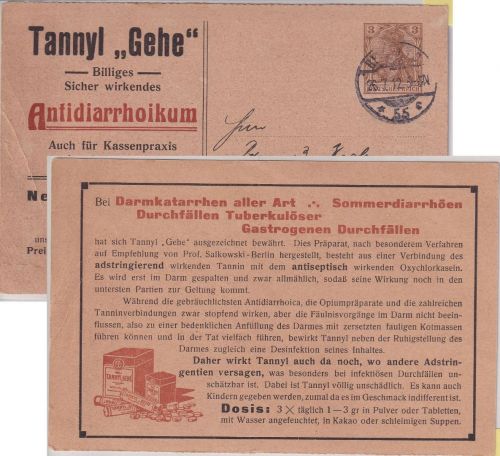 Tannyl „Gehe"
Billiges
Sicher wirkendes
Antidiarrhoikum
Auch für Kassenpraxis
3
Ne
uns
Prei
Herrn
55
Bei Darmkatarrhen aller Art ∴ Sommerdiarrhöen
Durchfällen Tuberkulöser
Gastrogenen Durchfällen
hat sich Tannyl „Gehe" ausgezeichnet bewährt. Dies Präparat, nach besonderem Verfahren
auf Empfehlung von Prof. Salkowski-Berlin hergestellt, besteht aus einer Verbindung des
adstringierend wirkenden Tannin mit dem antiseptisch wirkenden Oxychlorkasein.
Es wird erst im Darm gespalten und zwar allmählich, sodaß seine Wirkung noch in den
untersten Partien zur Geltung kommt.
Während die gebräuchlichsten Antidiarrhoica, die Opiumpräparate und die zahlreichen
Tanninverbindungen zwar stopfend wirken, aber die Fäulnisvorgänge im Darm nicht beein-
flussen, also zu einer bedenklichen Anfüllung des Darmes mit zersetzten fauligen Kotmassen
führen können und in der Tat vielfach führen, bewirkt Tannyl neben der Ruhigstellung des
Darmes zugleich eine Desinfektion seines Inhaltes.
Daher wirkt Tannyl auch da noch, wo andere Adstrin-
gentien versagen, was besonders bei infektiösen Durchfällen un-
schätzbar ist. Dabei ist Tannyl völlig unschädlich. Es kann auch
Kindern gegeben werden, zumal da es im Geschmack indifferent ist.
Dosis: 3 × täglich 1—3 gr in Pulver oder Tabletten,
mit Wasser angefeuchtet, in Kakao oder schleimigen Suppen.
TANNYL GEHE